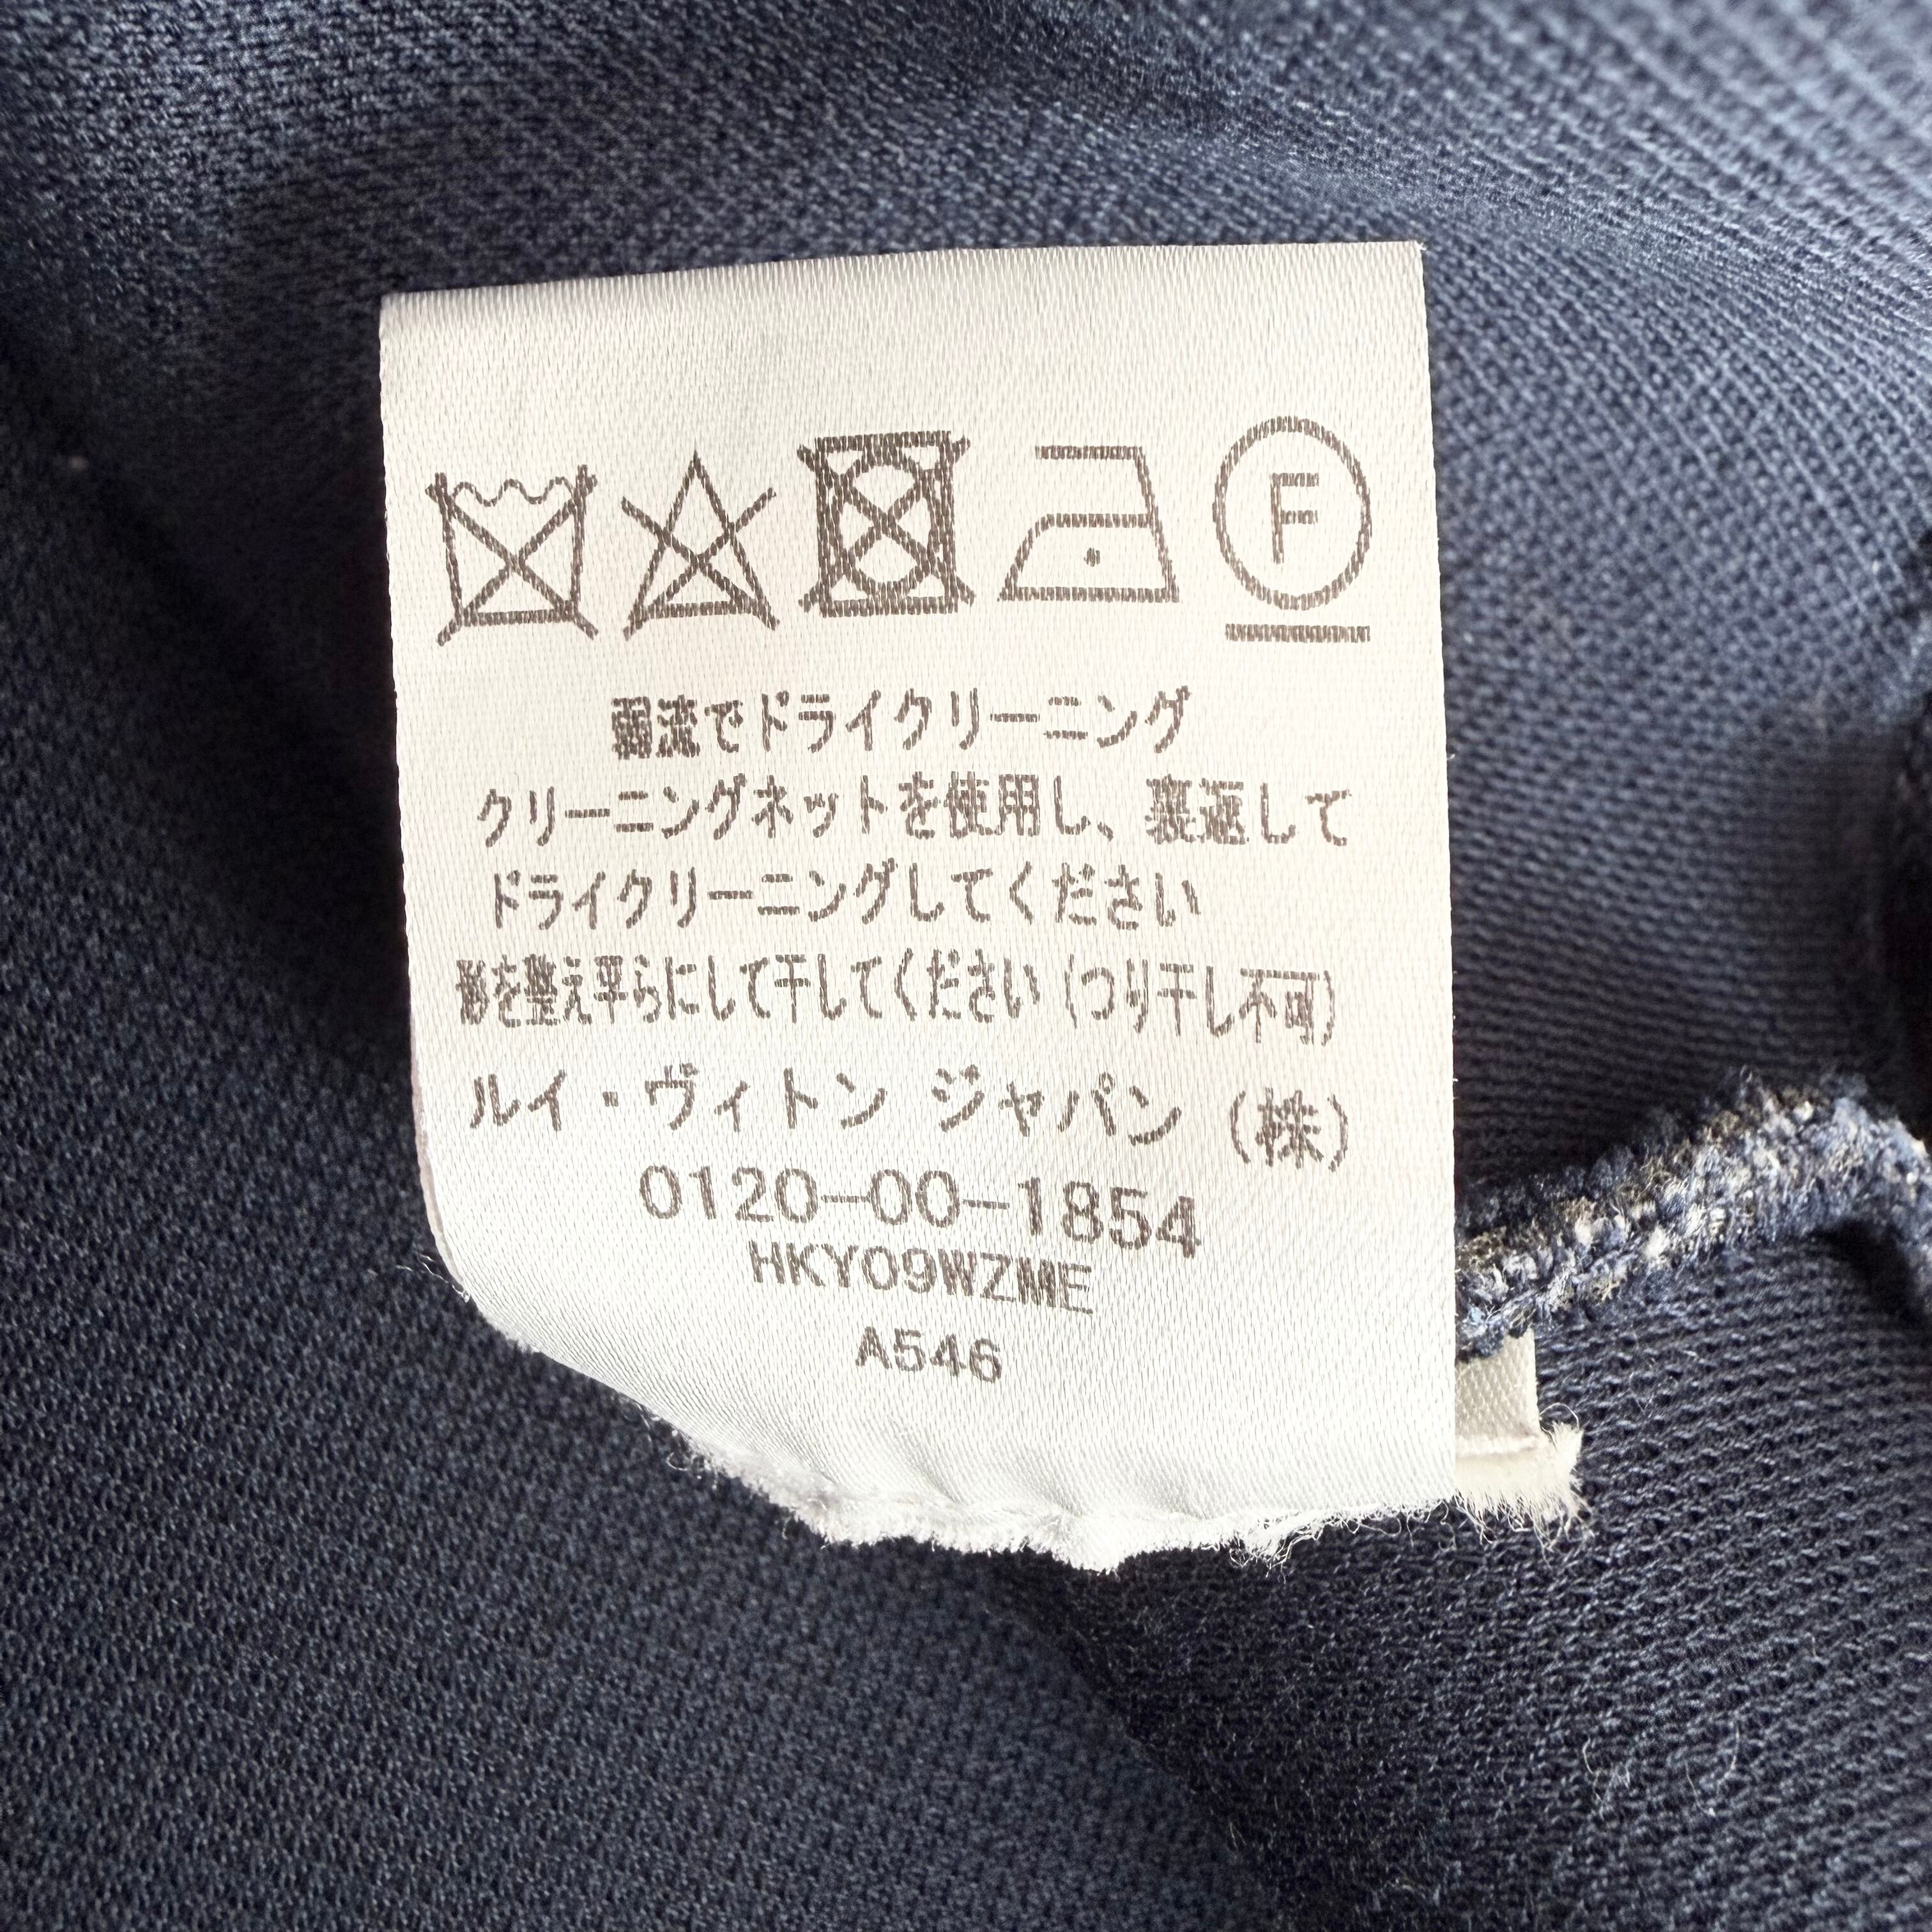 F
弱流でドライクリーニング
クリーニングネットを使用し、裏返して
ドライクリーニングしてください
形を整え平らにして干してください(つり干し不可)
ルイ・ヴィトン ジャパン (株)
0120-00-1854
HKY09WZME
A546